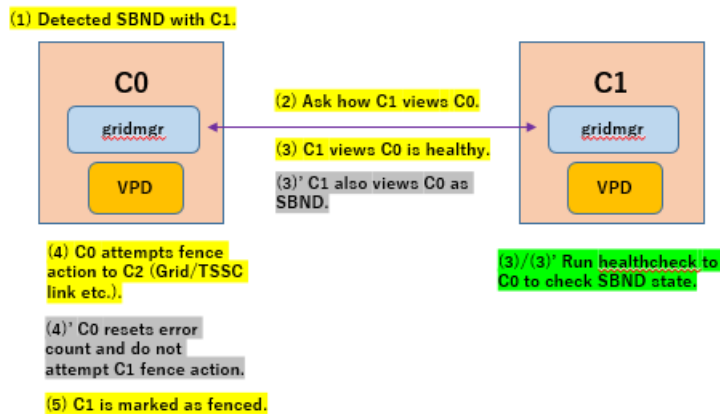 (1) Detected SBND with C1.
C0
gridmgr
VPD
(2) Ask how C1 views C0.
(3) C1 views C0 is healthy.
(3)' C1 also views C0 as
SBND.
C1
gridmgr
VPD
(4) C0 attempts fence
action to C2 (Grid/TSSC
link etc.).
(4)' C0 resets error
count and do not
attempt C1 fence action.
(5) C1 is marked as fenced.
(3)/(3)' Run healthcheck to
C0 to check SBND state.